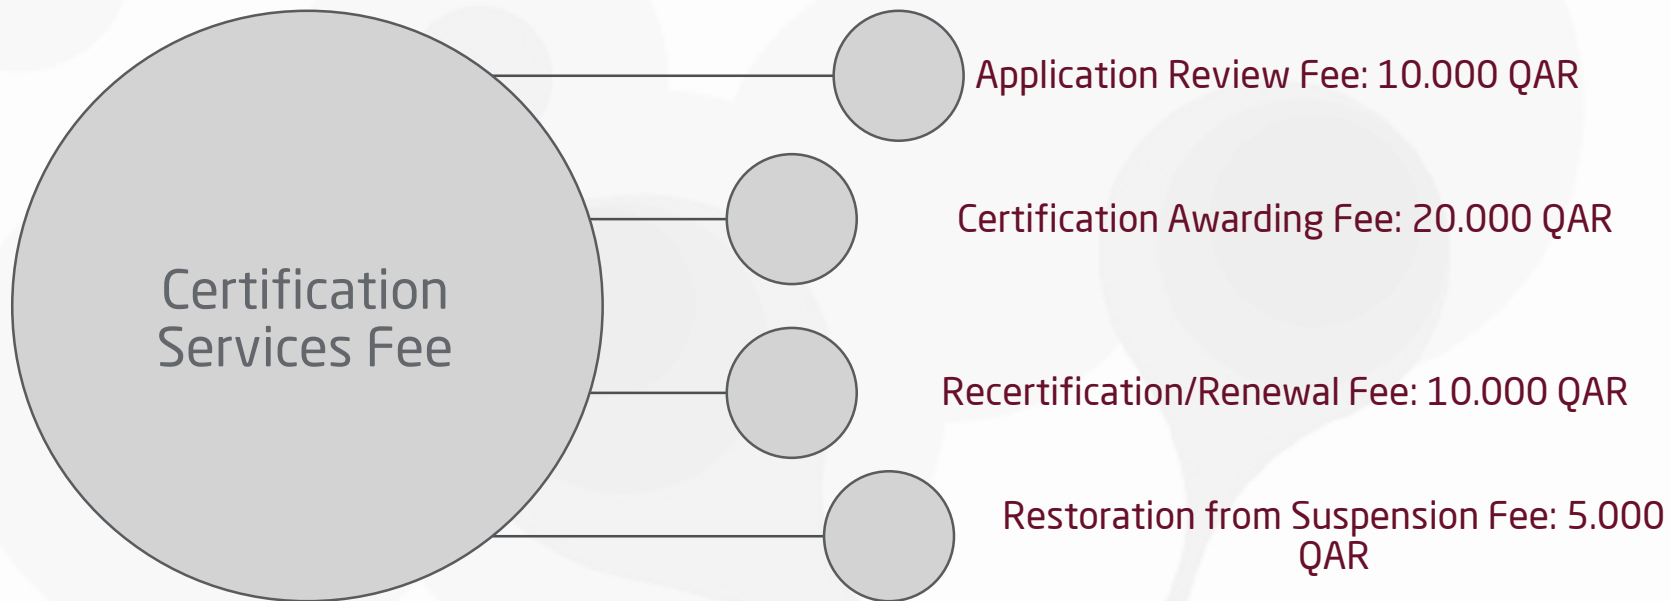 Certification
Services Fee
Application Review Fee: 10.000 QAR
Certification Awarding Fee: 20.000 QAR
Recertification/Renewal Fee: 10.000 QAR
Restoration from Suspension Fee: 5.000
QAR